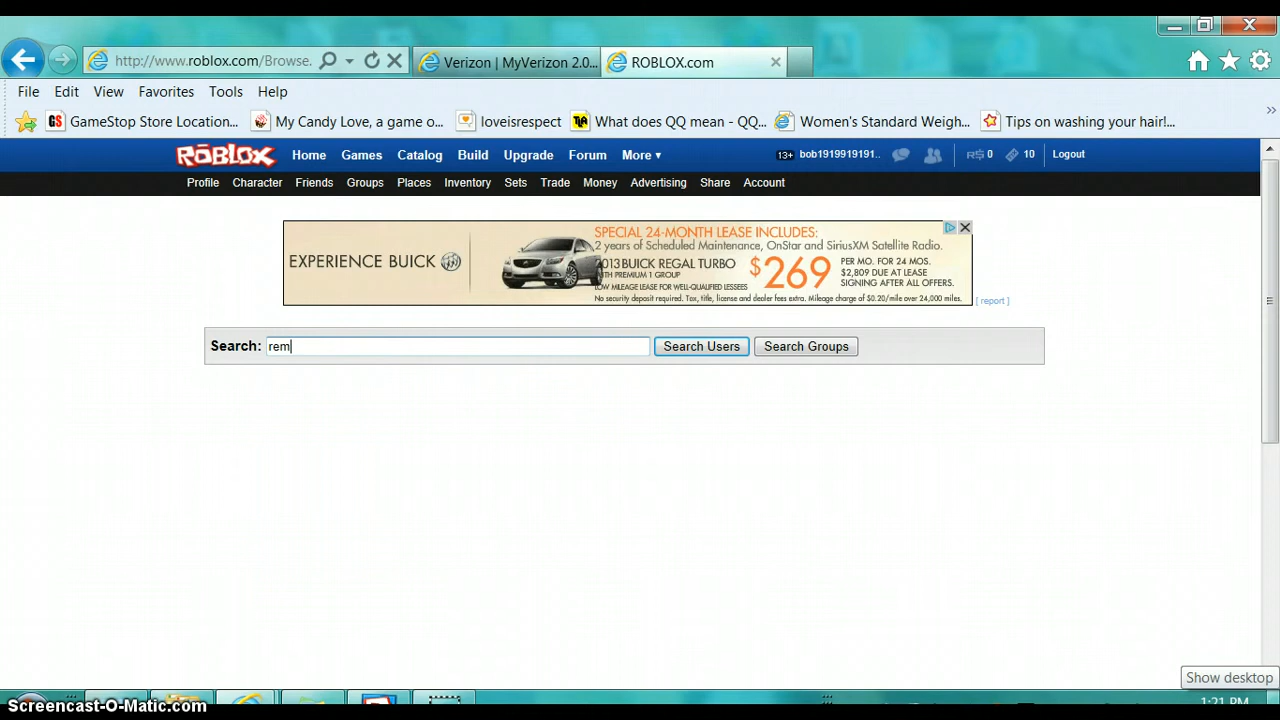 http://www.roblox.com/Browse.
Verizon | MyVerizon 2.0...
ROBLOX.com
File Edit View Favorites Tools Help
GS GameStop Store Location... My Candy Love, a game o... loveisrespect What does QQ mean - QQ... Women's Standard Weigh... Tips on washing your hair!...
ROBLOX Home Games Catalog Build Upgrade Forum More 13+ bob1919919191.. R$ 0 10 Logout
Profile Character Friends Groups Places Inventory Sets Trade Money Advertising Share Account
EXPERIENCE BUICK
SPECIAL 24-MONTH LEASE INCLUDES:
2 years of Scheduled Maintenance, OnStar and SiriusXM Satellite Radio.
2013 BUICK REGAL TURBO
WITH PREMIUM 1 GROUP
LOW MILEAGE LEASE FOR WELL-QUALIFIED LESSEES
$269
PER MO. FOR 24 MOS.
$2,809 DUE AT LEASE
SIGNING AFTER ALL OFFERS.
No security deposit required. Tax, title, license and dealer fees extra. Mileage charge of $0.20/mile over 24,000 miles.
[ report ]
Search: rem Search Users Search Groups
Show desktop
1:21 PM
Screencast-O-Matic.com